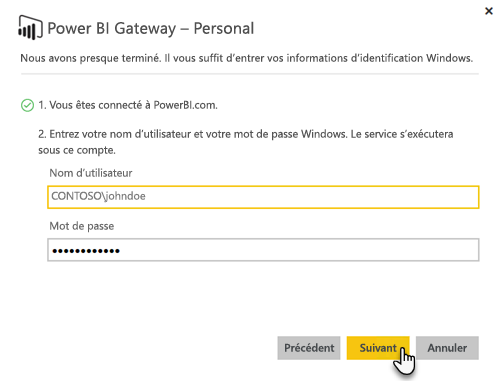 Power BI Gateway – Personal
Nous avons presque terminé. Il vous suffit d'entrer vos informations d'identification Windows.
1. Vous êtes connecté à PowerBI.com.
2. Entrez votre nom d'utilisateur et votre mot de passe Windows. Le service s'exécutera
sous ce compte.
Nom d'utilisateur
CONTOSO\johndoe
Mot de passe
••••••••••••
Précédent Suivant Annuler